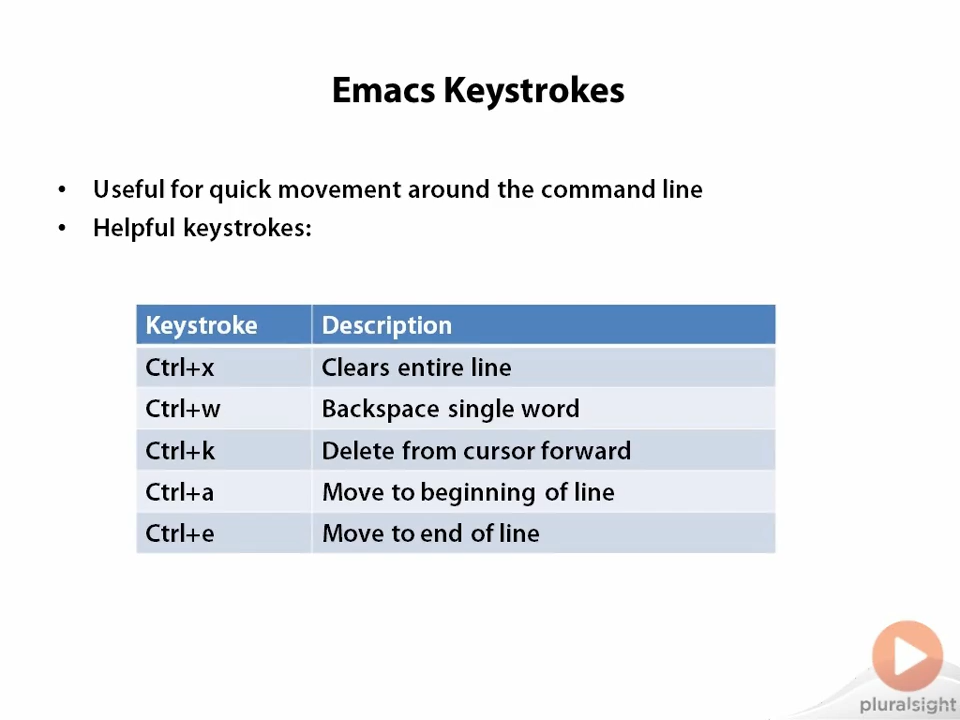 Emacs Keystrokes
• Useful for quick movement around the command line
• Helpful keystrokes:
Keystroke Description
Ctrl+x Clears entire line
Ctrl+w Backspace single word
Ctrl+k Delete from cursor forward
Ctrl+a Move to beginning of line
Ctrl+e Move to end of line
pluralsight